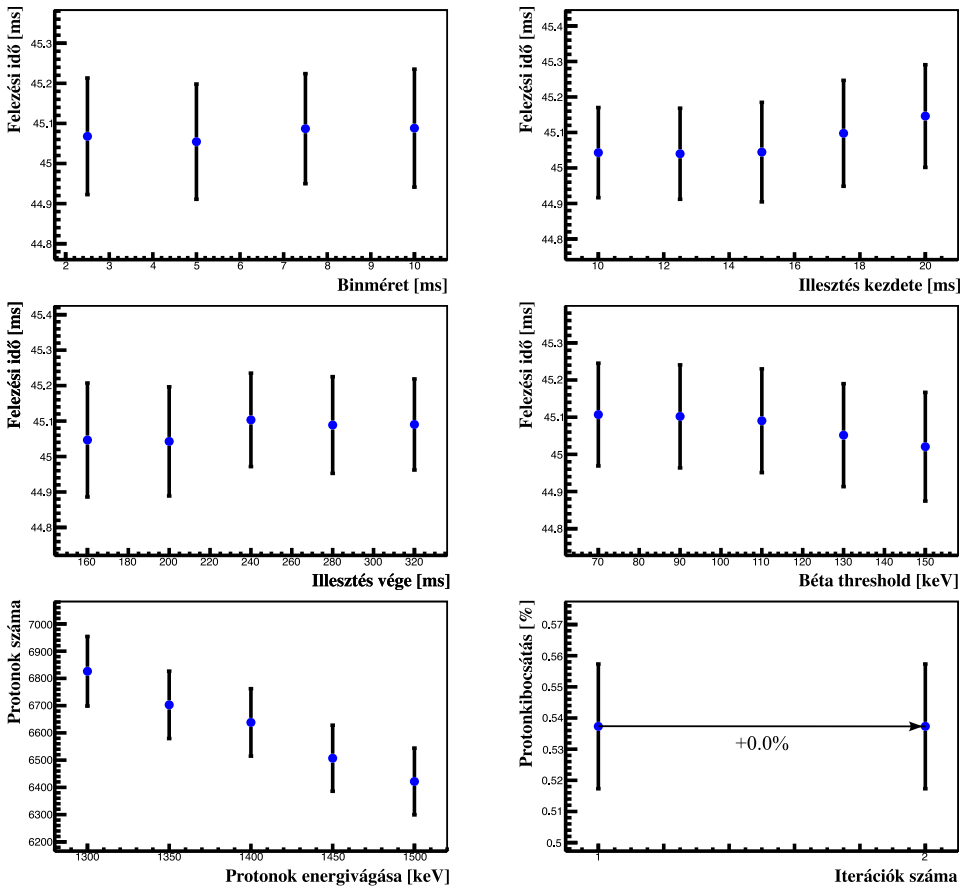 Felezési idő [ms]
45.3
45.2
45.1
45
44.9
44.8
2 3 4 5 6 7 8 9 10
Binméret [ms]
Felezési idő [ms]
45.3
45.2
45.1
45
44.9
44.8
10 12 14 16 18 20
Illesztés kezdete [ms]
Felezési idő [ms]
45.4
45.3
45.2
45.1
45
44.9
44.8
160 180 200 220 240 260 280 300 320
Illesztés vége [ms]
Felezési idő [ms]
45.3
45.2
45.1
45
44.9
44.8
70 80 90 100 110 120 130 140 150
Béta threshold [keV]
Protonok száma
7000
6900
6800
6700
6600
6500
6400
6300
6200
1300 1350 1400 1450 1500
Protonok energivágása [keV]
Protonkibocsátás [%]
0.57
0.56
0.55
0.54
0.53
0.52
0.51
0.5
+0.0%
1 2
Iterációk száma